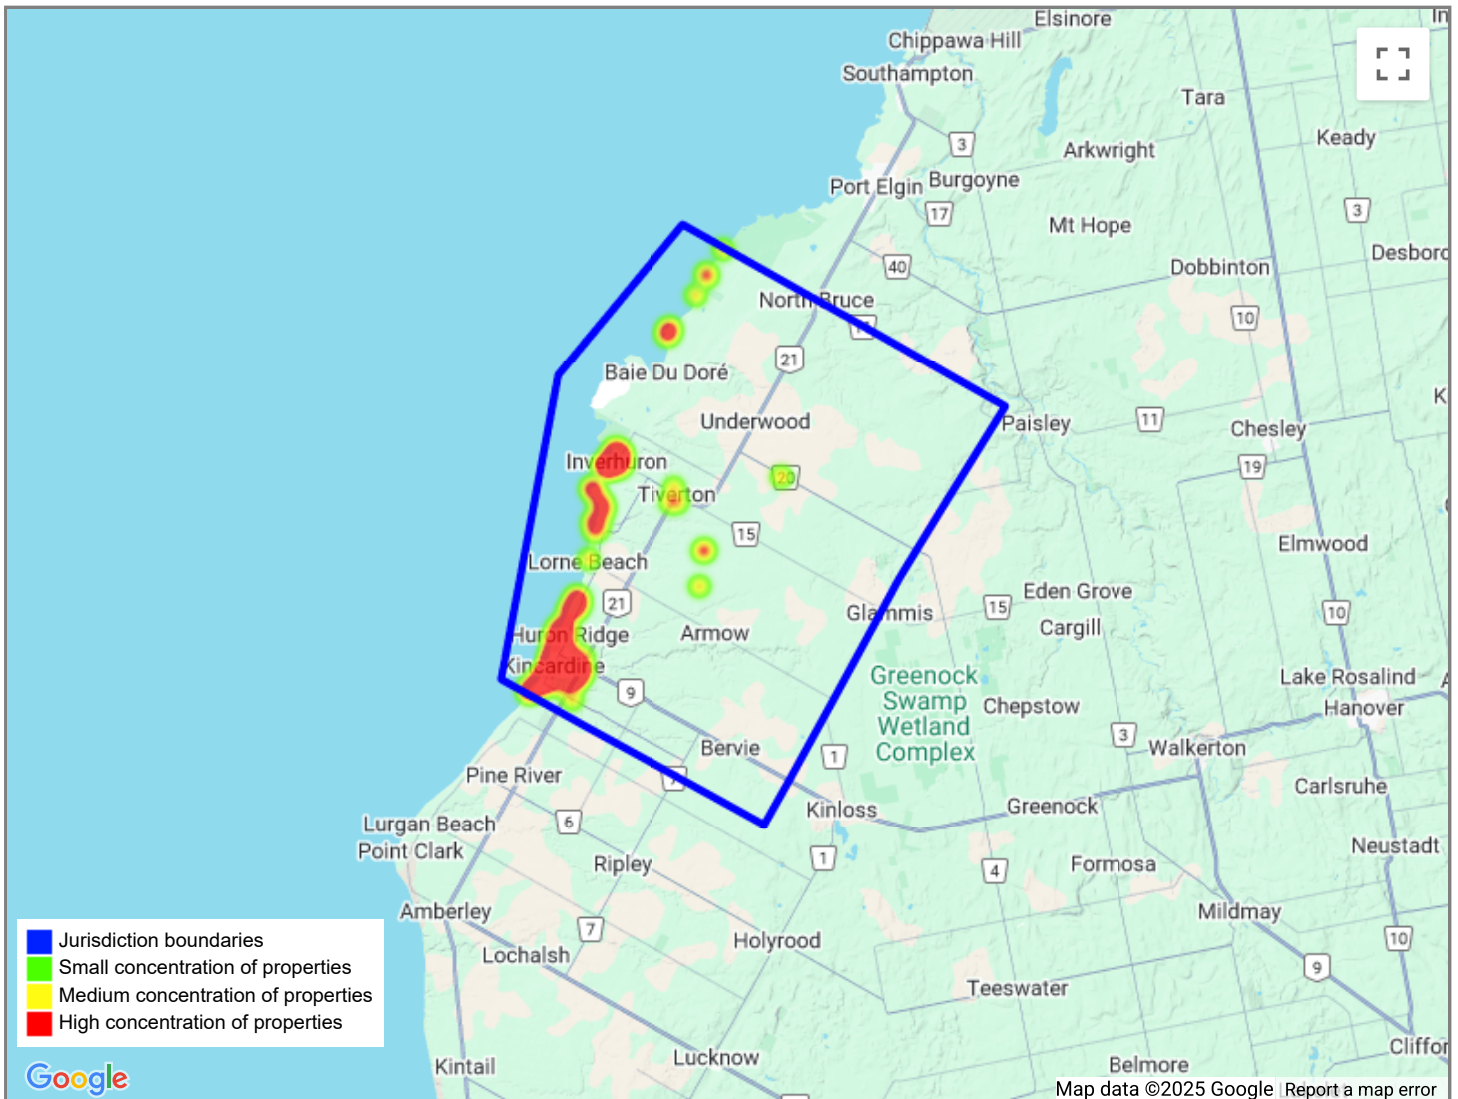 Elsinore
In
Chippawa Hill
Southampton
Tara
Keady
3
Arkwright
Port Elgin
Burgoyne
17
3
Mt Hope
Desborc
40
Dobbinton
North Bruce
10
21
Baie Du Doré
K
Underwood
Paisley
11
Chesley
Inverhuron
19
20
Tiverton
15
Elmwood
Lorne Beach
21
Eden Grove
15
Glammis
10
Cargill
Huron Ridge
Armow
Kincardine
9
Greenock
Swamp
Wetland
Complex
Lake Rosalind
Chepstow
Hanover
3
Walkerton
Bervie
1
Pine River
7
Carlsruhe
Kinloss
Greenock
Lurgan Beach
6
Point Clark
Neustadt
Ripley
1
4
Formosa
Amberley
Mildmay
7
Holyrood
10
Lochalsh
9
Teeswater
Jurisdiction boundaries
Small concentration of properties
Medium concentration of properties
High concentration of properties
Kintail
Lucknow
Belmore
Cliffor
Google
Map data ©2025 Google
Report a map error